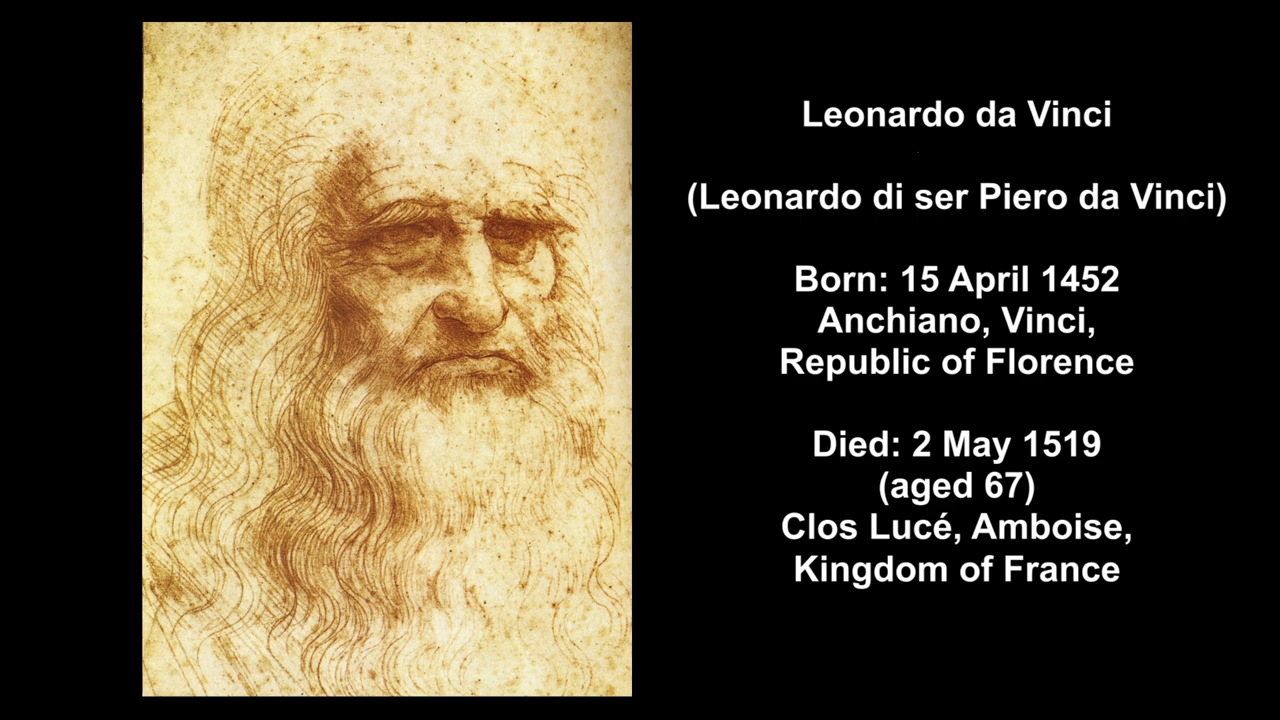 Leonardo da Vinci
(Leonardo di ser Piero da Vinci)
Born: 15 April 1452
Anchiano, Vinci,
Republic of Florence
Died: 2 May 1519
(aged 67)
Clos Lucé, Amboise,
Kingdom of France